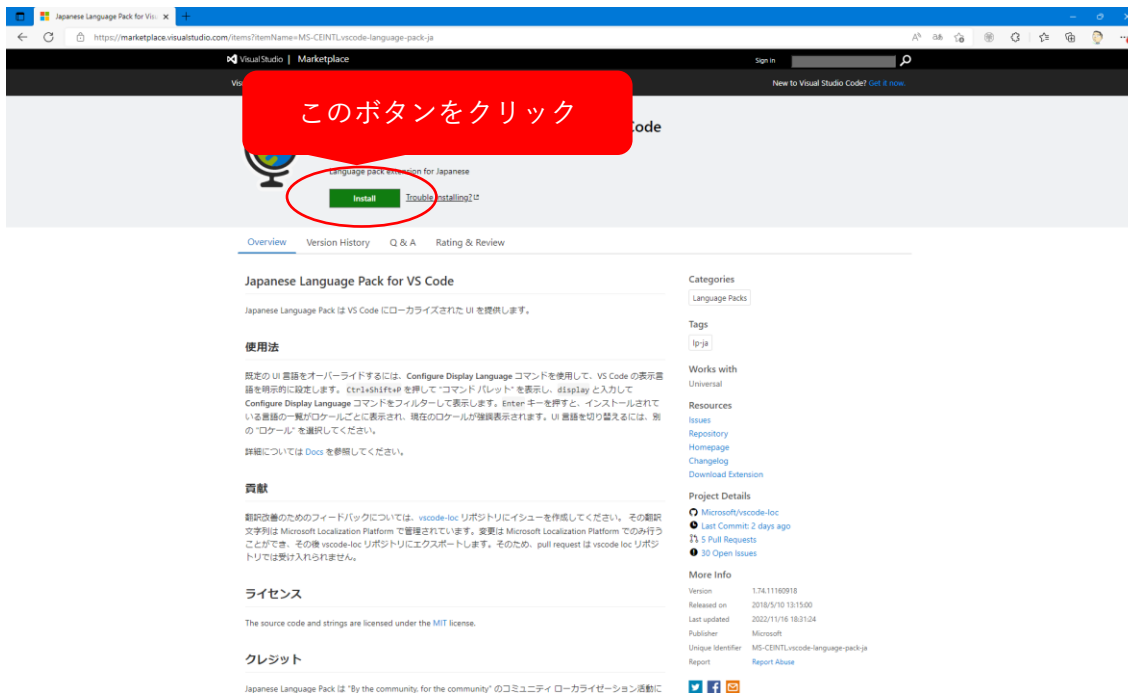 Japanese Language Pack for Visu
https://marketplace.visualstudio.com/items?itemName=MS-CEINTL.vscode-language-pack-ja
Visual Studio | Marketplace
Sign in
New to Visual Studio Code? Get it now.
このボタンをクリック
Code
Language pack extension for Japanese
Install
Trouble Installing?
Overview Version History Q & A Rating & Review
Japanese Language Pack for VS Code
Japanese Language Pack は VS Code にローカライズされた UI を提供します。
使用法
既定の UI 言語をオーバーライドするには、Configure Display Language コマンドを使用して、VS Code の表示言
語を明示的に設定します。 Ctrl+Shift+P を押して "コマンド パレット" を表示し、display と入力して
Configure Display Language コマンドをフィルターして表示します。Enter キーを押すと、インストールされて
いる言語の一覧がロケールごとに表示され、現在のロケールが強調表示されます。UI 言語を切り替えるには、別
の "ロケール" を選択してください。
詳細については Docs を参照してください。
貢献
翻訳改善のためのフィードバックについては、vscode-loc リポジトリにイシューを作成してください。 その翻訳
文字列は Microsoft Localization Platform で管理されています。変更は Microsoft Localization Platform でのみ行う
ことができ、その後 vscode-loc リポジトリにエクスポートします。そのため、pull request は vscode loc リポジ
トリでは受け入れられません。
ライセンス
The source code and strings are licensed under the MIT license.
クレジット
Japanese Language Pack は "By the community, for the community" のコミュニティ ローカライゼーション活動に
Categories
Language Packs
Tags
lp-ja
Works with
Universal
Resources
Issues
Repository
Homepage
Changelog
Download Extension
Project Details
Microsoft/vscode-loc
Last Commit: 2 days ago
5 Pull Requests
30 Open Issues
More Info
Version 1.74.11160918
Released on 2018/5/10 13:15:00
Last updated 2022/11/16 18:31:24
Publisher Microsoft
Unique Identifier MS-CEINTL.vscode-language-pack-ja
Report Report Abuse